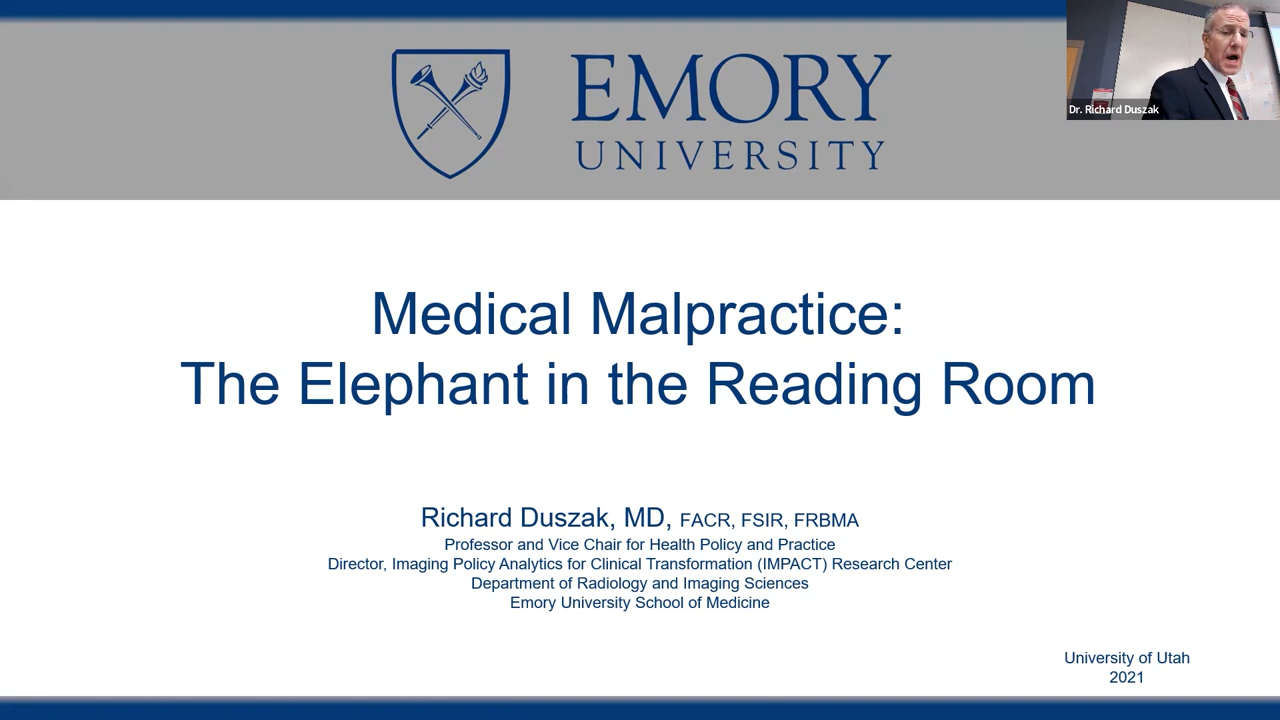 EMORY
UNIVERSITY
Dr. Richard Duszak
Medical Malpractice:
The Elephant in the Reading Room
Richard Duszak, MD, FACR, FSIR, FRBMA
Professor and Vice Chair for Health Policy and Practice
Director, Imaging Policy Analytics for Clinical Transformation (IMPACT) Research Center
Department of Radiology and Imaging Sciences
Emory University School of Medicine
University of Utah
2021